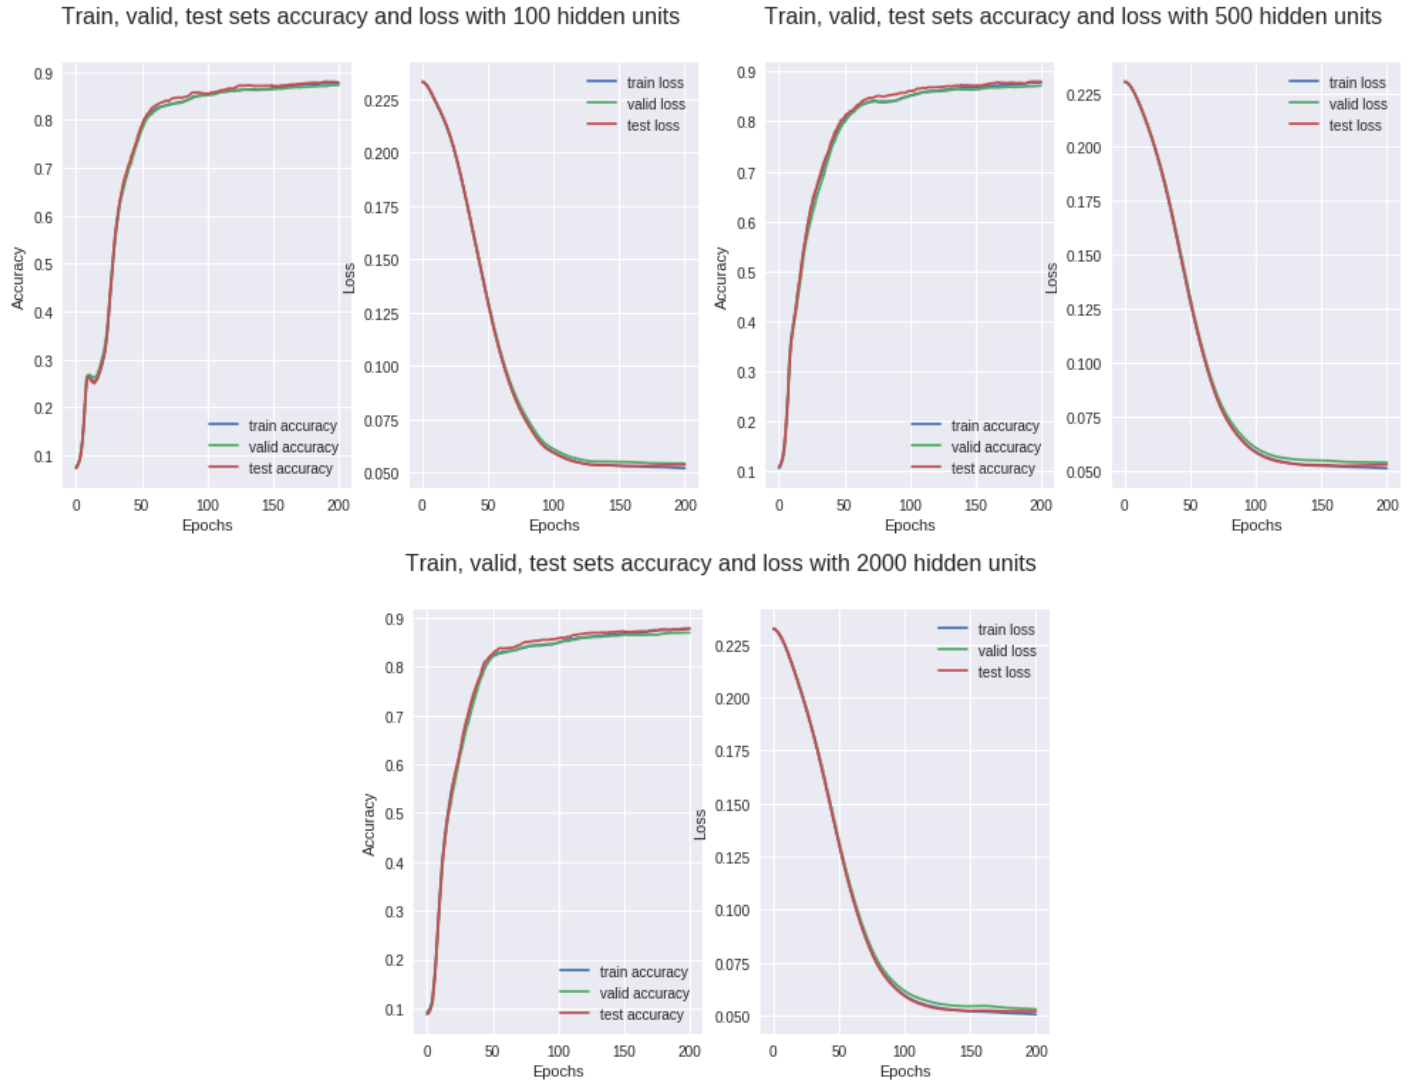 Train, valid, test sets accuracy and loss with 100 hidden units
0.9
0.8
0.7
0.6
0.5
0.4
0.3
0.2
0.1
Accuracy
train accuracy
valid accuracy
test accuracy
0 50 100 150 200
Epochs
0.225
0.200
0.175
0.150
0.125
0.100
0.075
0.050
Loss
train loss
valid loss
test loss
0 50 100 150 200
Epochs
Train, valid, test sets accuracy and loss with 500 hidden units
0.9
0.8
0.7
0.6
0.5
0.4
0.3
0.2
0.1
Accuracy
train accuracy
valid accuracy
test accuracy
0 50 100 150 200
Epochs
0.225
0.200
0.175
0.150
0.125
0.100
0.075
0.050
Loss
train loss
valid loss
test loss
0 50 100 150 200
Epochs
Train, valid, test sets accuracy and loss with 2000 hidden units
0.9
0.8
0.7
0.6
0.5
0.4
0.3
0.2
0.1
Accuracy
train accuracy
valid accuracy
test accuracy
0 50 100 150 200
Epochs
0.225
0.200
0.175
0.150
0.125
0.100
0.075
0.050
Loss
train loss
valid loss
test loss
0 50 100 150 200
Epochs